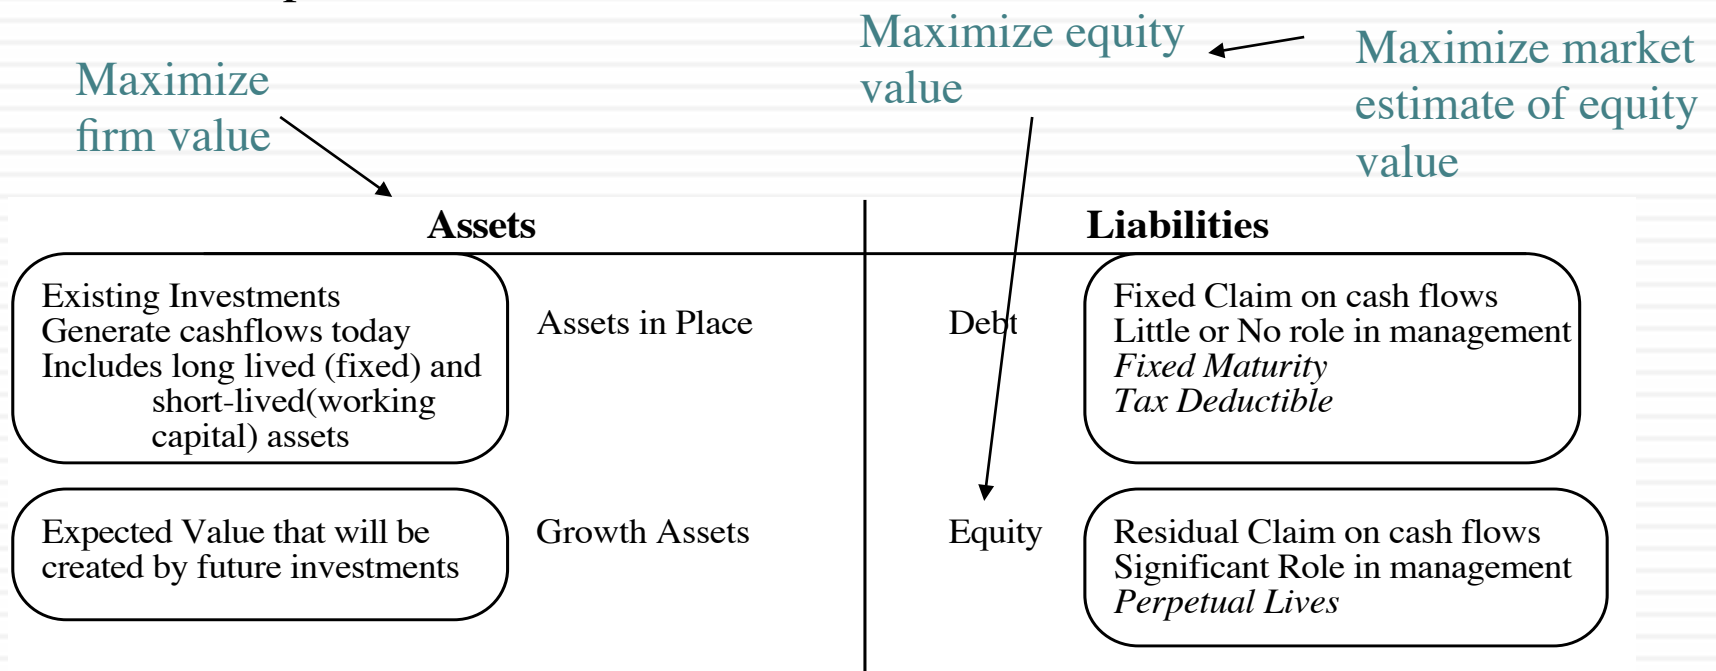 Maximize
firm value
Maximize equity
value
Maximize market
estimate of equity
value
Assets
Liabilities
Existing Investments
Generate cashflows today
Includes long lived (fixed) and
short-lived(working
capital) assets
Assets in Place
Debt
Fixed Claim on cash flows
Little or No role in management
Fixed Maturity
Tax Deductible
Expected Value that will be
created by future investments
Growth Assets
Equity
Residual Claim on cash flows
Significant Role in management
Perpetual Lives